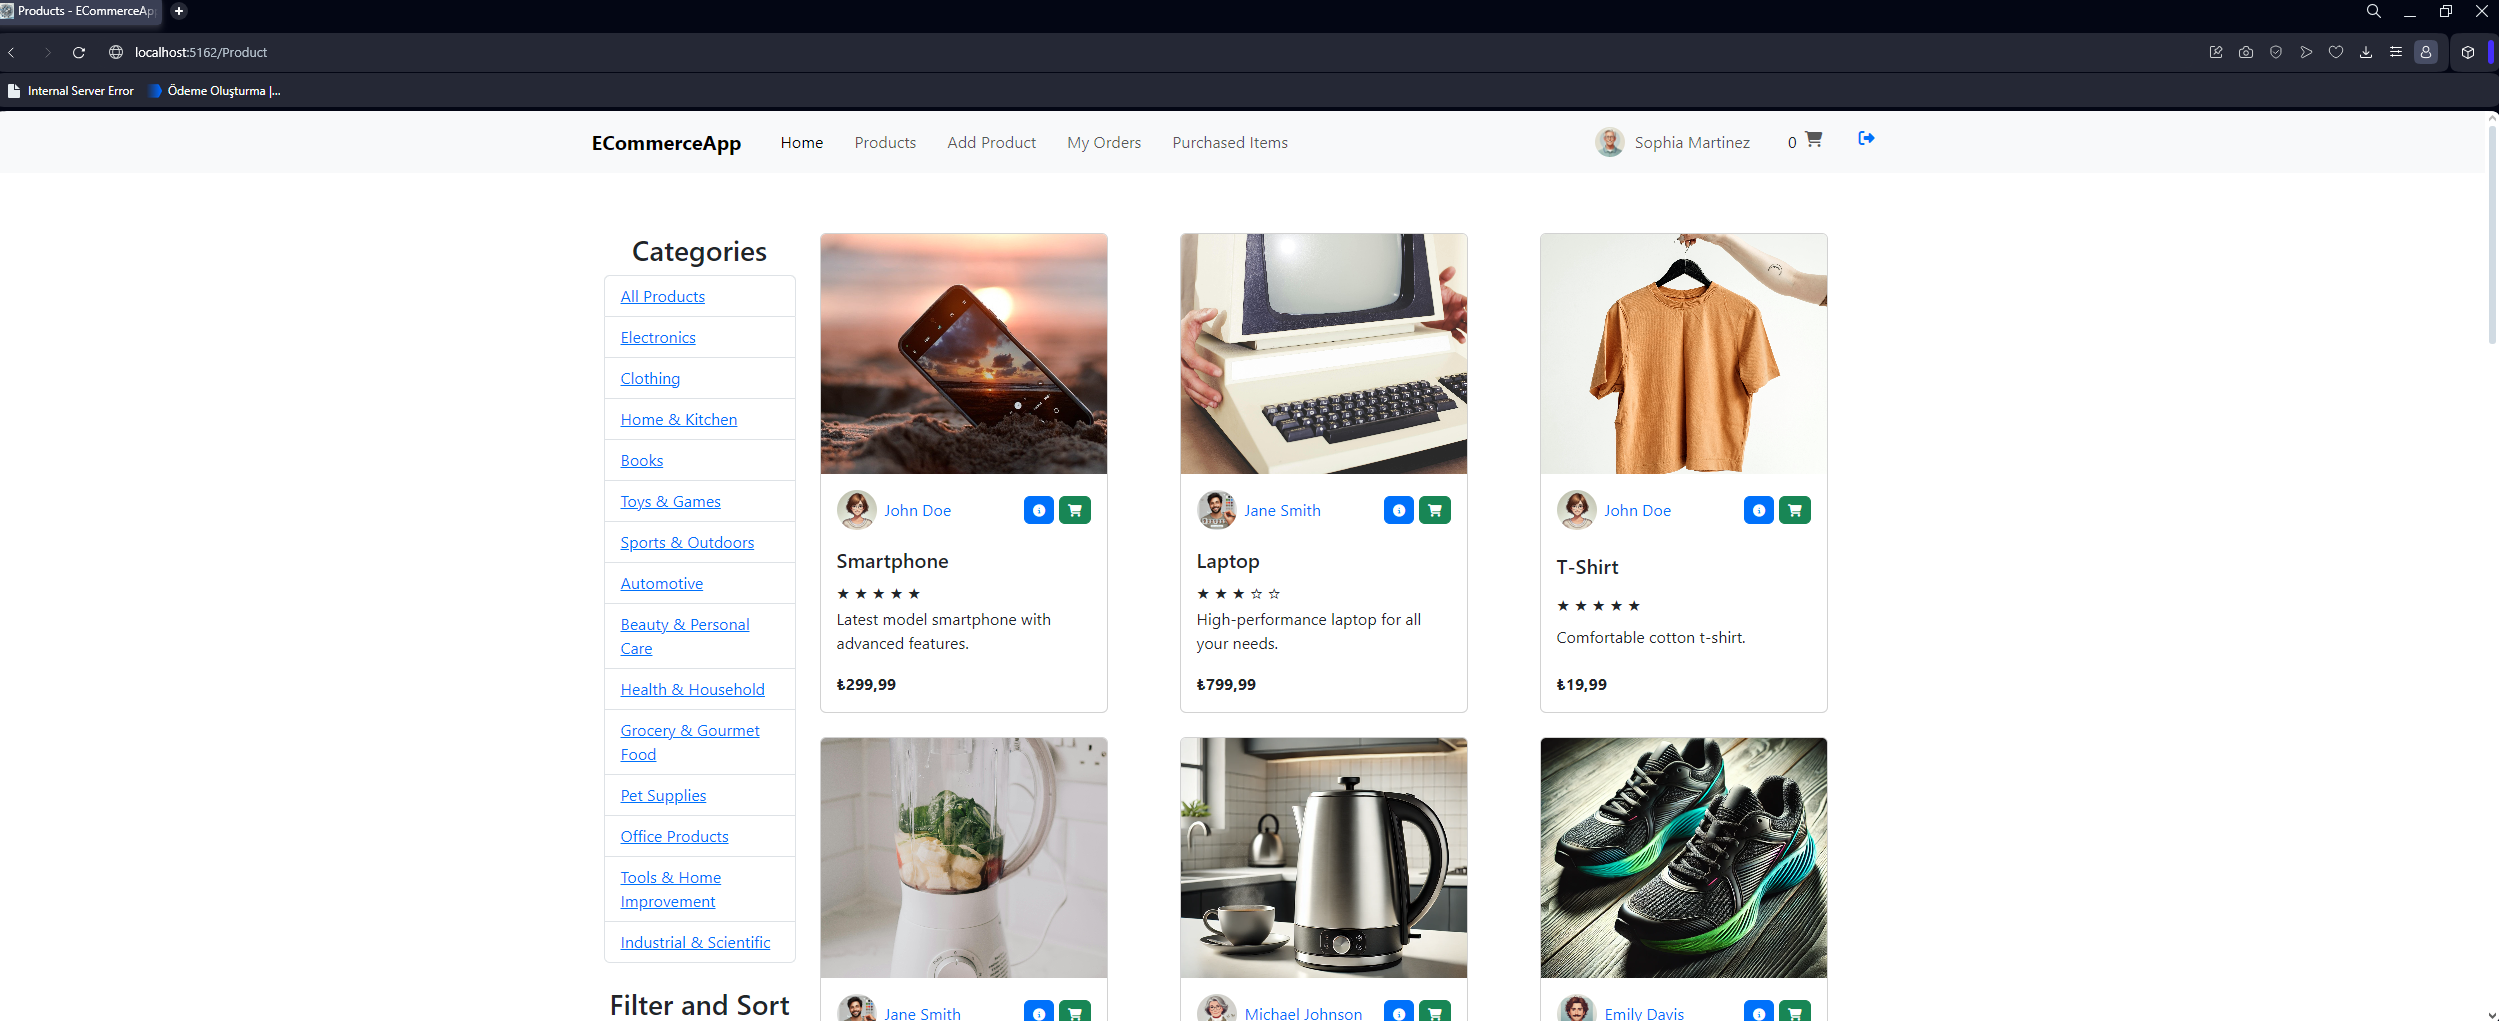 Products - ECommerceApp
localhost:5162/Product
Internal Server Error
Ödeme Oluşturma |...
ECommerceApp
Home
Products
Add Product
My Orders
Purchased Items
Sophia Martinez
0
Categories
All Products
Electronics
Clothing
Home & Kitchen
Books
Toys & Games
Sports & Outdoors
Automotive
Beauty & Personal
Care
Health & Household
Grocery & Gourmet
Food
Pet Supplies
Office Products
Tools & Home
Improvement
Industrial & Scientific
Filter and Sort
John Doe
Smartphone
★ ★ ★ ★ ★
Latest model smartphone with
advanced features.
₺299,99
Jane Smith
Laptop
★ ★ ★ ☆ ☆
High-performance laptop for all
your needs.
₺799,99
John Doe
T-Shirt
★ ★ ★ ★ ★
Comfortable cotton t-shirt.
₺19,99
Jane Smith
Michael Johnson
Emily Davis